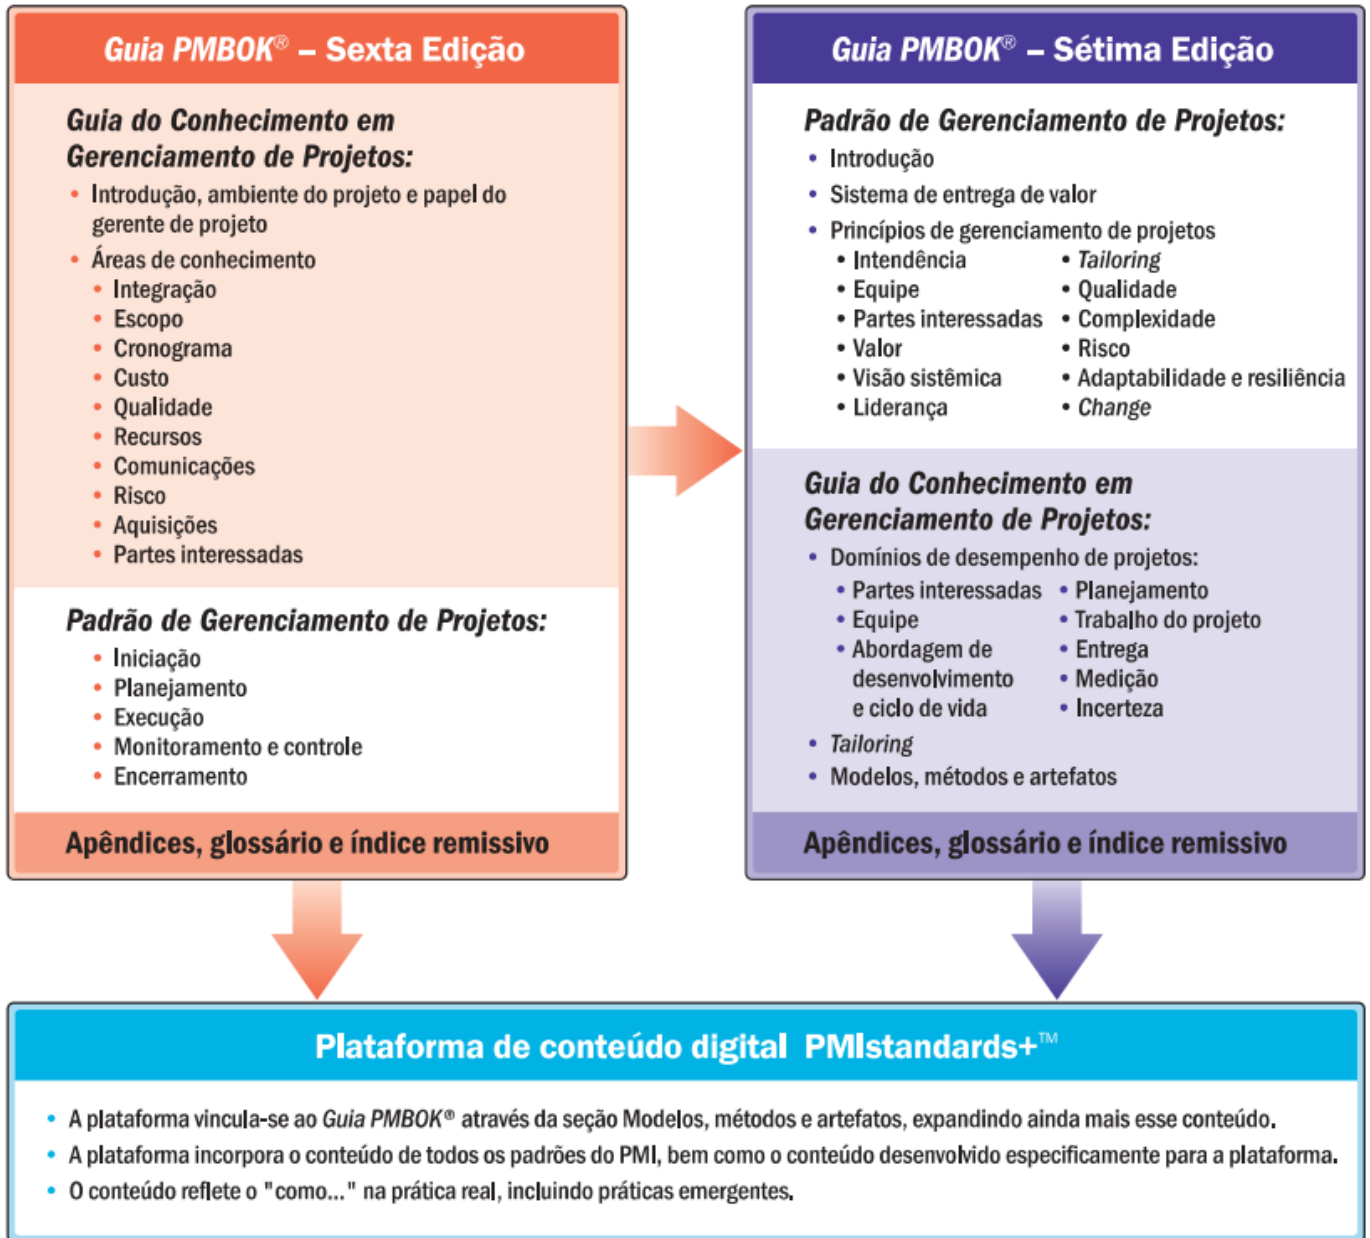 Guia PMBOK® – Sexta Edição
Guia do Conhecimento em
Gerenciamento de Projetos:
• Introdução, ambiente do projeto e papel do
gerente de projeto
• Áreas de conhecimento
• Integração
• Escopo
• Cronograma
• Custo
• Qualidade
• Recursos
• Comunicações
• Risco
• Aquisições
• Partes interessadas
Padrão de Gerenciamento de Projetos:
• Iniciação
• Planejamento
• Execução
• Monitoramento e controle
• Encerramento
Apêndices, glossário e índice remissivo
Guia PMBOK® – Sétima Edição
Padrão de Gerenciamento de Projetos:
• Introdução
• Sistema de entrega de valor
• Princípios de gerenciamento de projetos
• Intendência
• Equipe
• Partes interessadas
• Valor
• Visão sistêmica
• Liderança
• Tailoring
• Qualidade
• Complexidade
• Risco
• Adaptabilidade e resiliência
• Change
Guia do Conhecimento em
Gerenciamento de Projetos:
• Domínios de desempenho de projetos:
• Partes interessadas
• Equipe
• Abordagem de
desenvolvimento
e ciclo de vida
• Planejamento
• Trabalho do projeto
• Entrega
• Medição
• Incerteza
• Tailoring
• Modelos, métodos e artefatos
Apêndices, glossário e índice remissivo
Plataforma de conteúdo digital PMIstandards+™
• A plataforma vincula-se ao Guia PMBOK® através da seção Modelos, métodos e artefatos, expandindo ainda mais esse conteúdo.
• A plataforma incorpora o conteúdo de todos os padrões do PMI, bem como o conteúdo desenvolvido especificamente para a plataforma.
• O conteúdo reflete o "como..." na prática real, incluindo práticas emergentes.